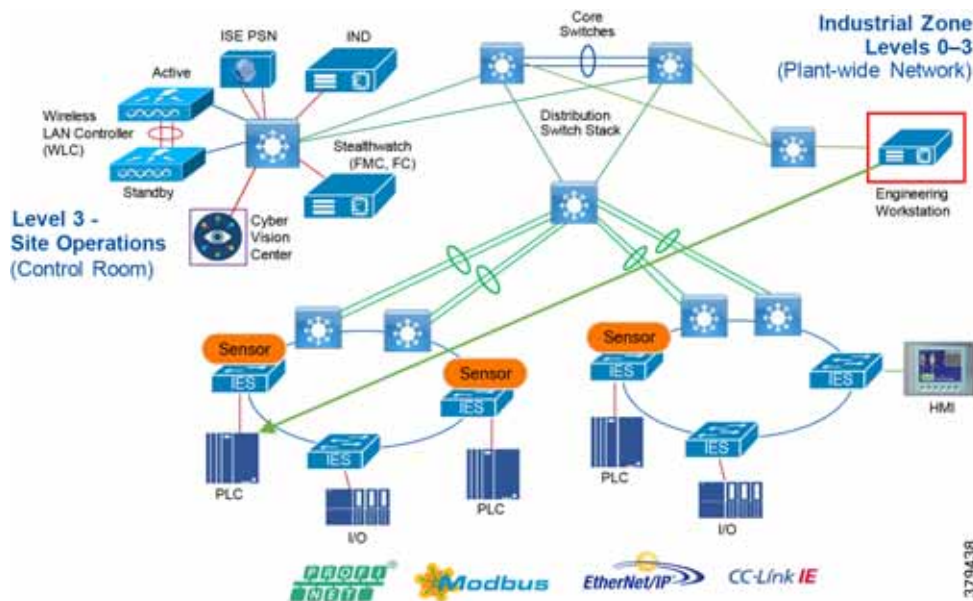 Industrial Zone
Levels 0–3
(Plant-wide Network)
Core
Switches
ISE PSN
IND
Active
Wireless
LAN Controller
(WLC)
Standby
Stealthwatch
(FMC, FC)
Distribution
Switch Stack
Engineering
Workstation
Level 3 -
Site Operations
(Control Room)
Cyber
Vision
Center
Sensor
IES
Sensor
IES
IES
PLC
PLC
I/O
Sensor
IES
IES
IES
PLC
I/O
HMI
PROFI
NET
Modbus
EtherNet/IP
CC-Link IE
379438